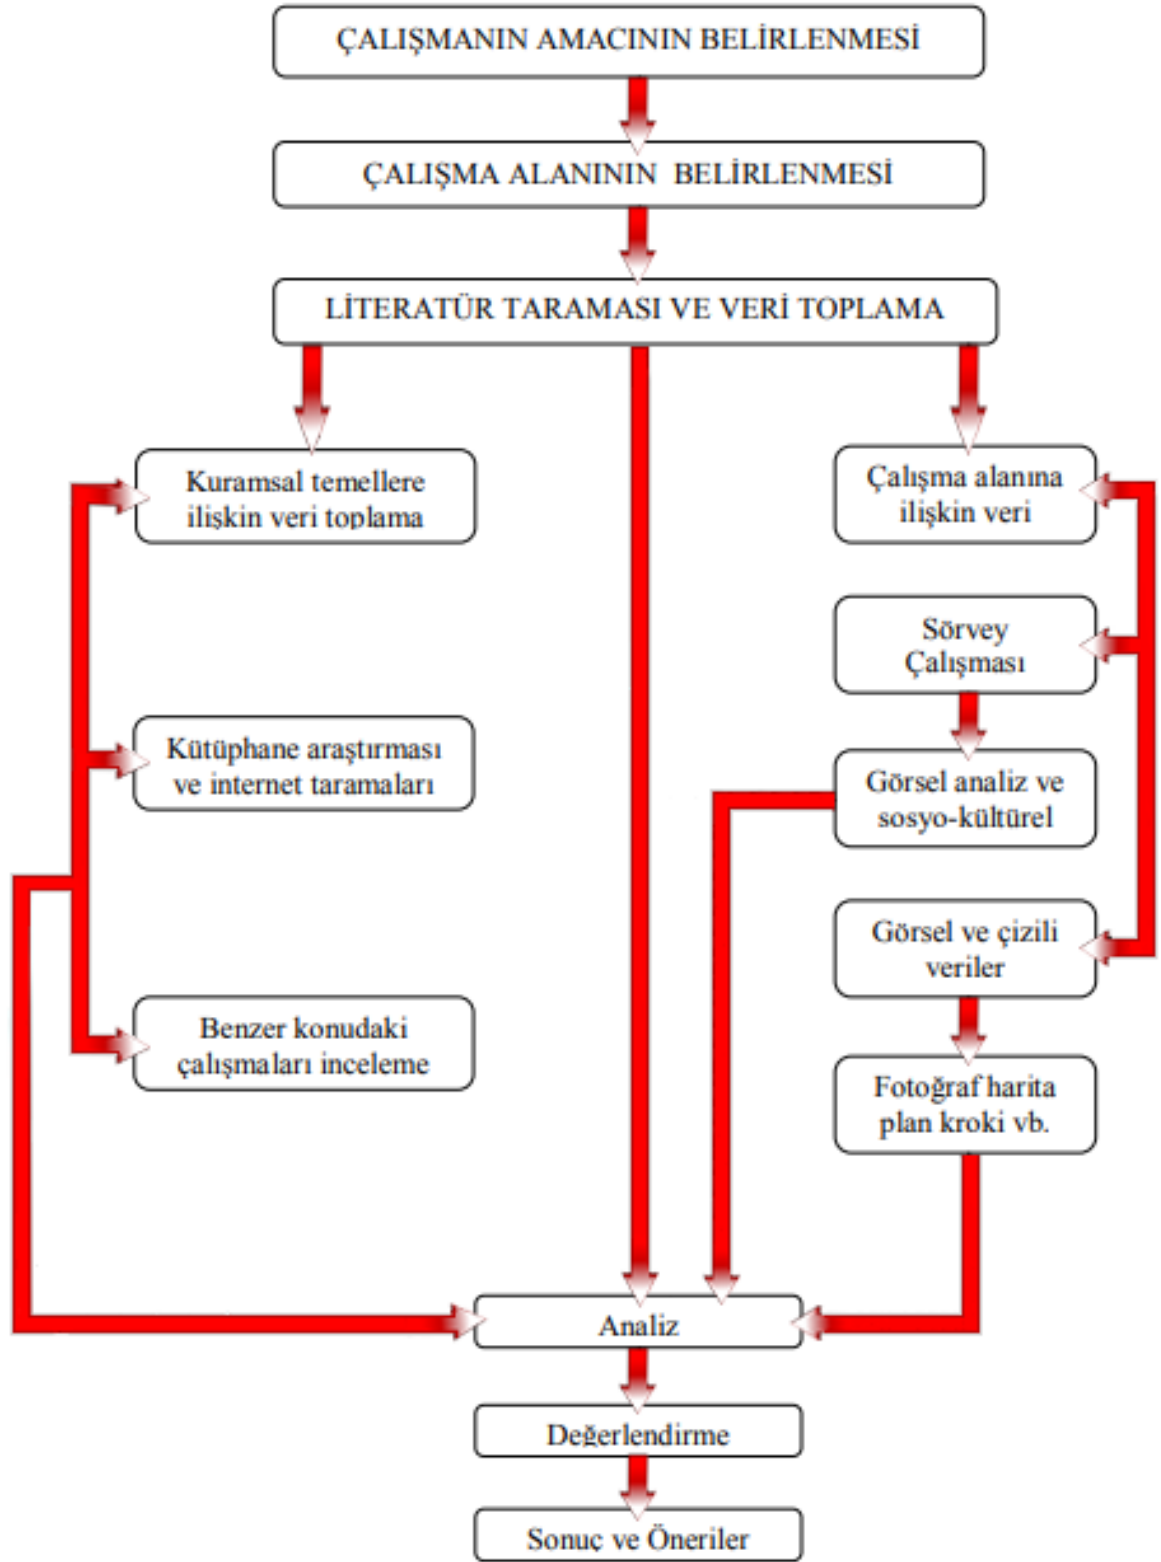 ÇALIŞMANIN AMACININ BELİRLENMESİ
ÇALIŞMA ALANININ BELİRLENMESİ
LİTERATÜR TARAMASI VE VERİ TOPLAMA
Kuramsal temellere
ilişkin veri toplama
Kütüphane araştırması
ve internet taramaları
Benzer konudaki
çalışmaları inceleme
Çalışma alanına
ilişkin veri
Sörvey
Çalışması
Görsel analiz ve
sosyo-kültürel
Görsel ve çizili
veriler
Fotoğraf harita
plan kroki vb.
Analiz
Değerlendirme
Sonuç ve Öneriler